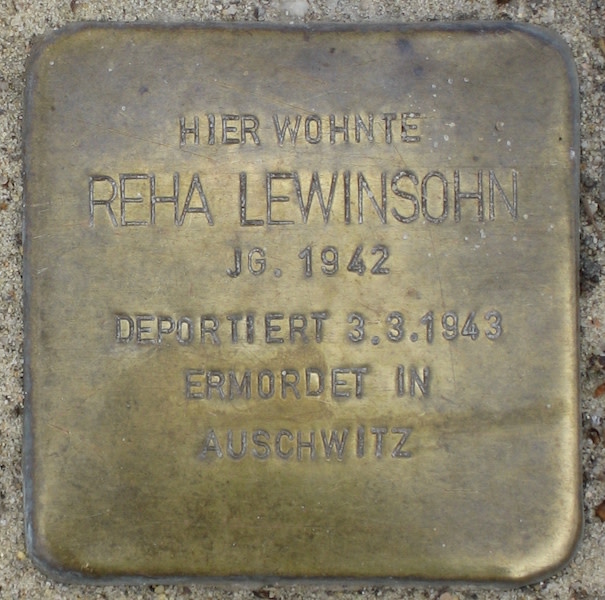 HIER WOHNTE
REHA LEWINSOHN
JG. 1942
DEPORTIERT 3.3.1943
ERMORDET IN
AUSCHWITZ